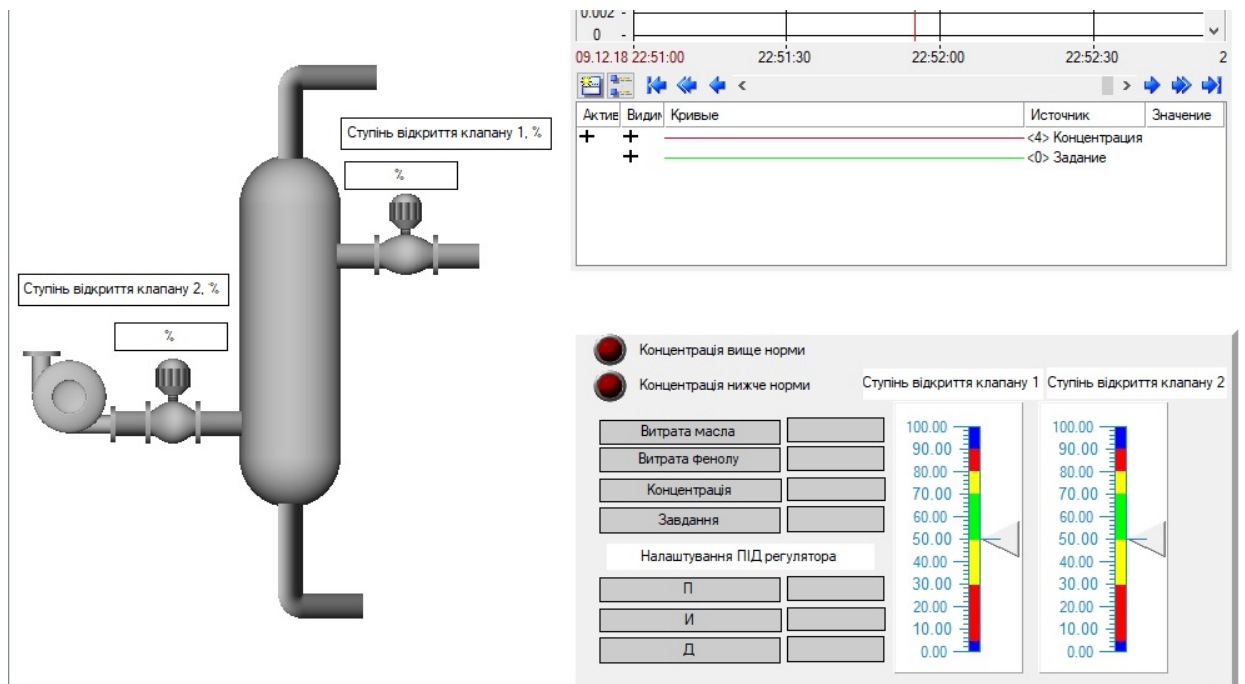 Ступінь відкриття клапану 1, %
%
Ступінь відкриття клапану 2, %
%
0.002
0
09.12.18 22:51:00 22:51:30 22:52:00 22:52:30 2
Актив Видим Кривые Источник Значение
<4> Концентрация
<0> Задание
Концентрація вище норми
Концентрація нижче норми
Ступінь відкриття клапану 1 Ступінь відкриття клапану 2
Витрата масла
Витрата фенолу
Концентрація
Завдання
Налаштування ПІД регулятора
П
И
Д
100.00 100.00
90.00 90.00
80.00 80.00
70.00 70.00
60.00 60.00
50.00 50.00
40.00 40.00
30.00 30.00
20.00 20.00
10.00 10.00
0.00 0.00